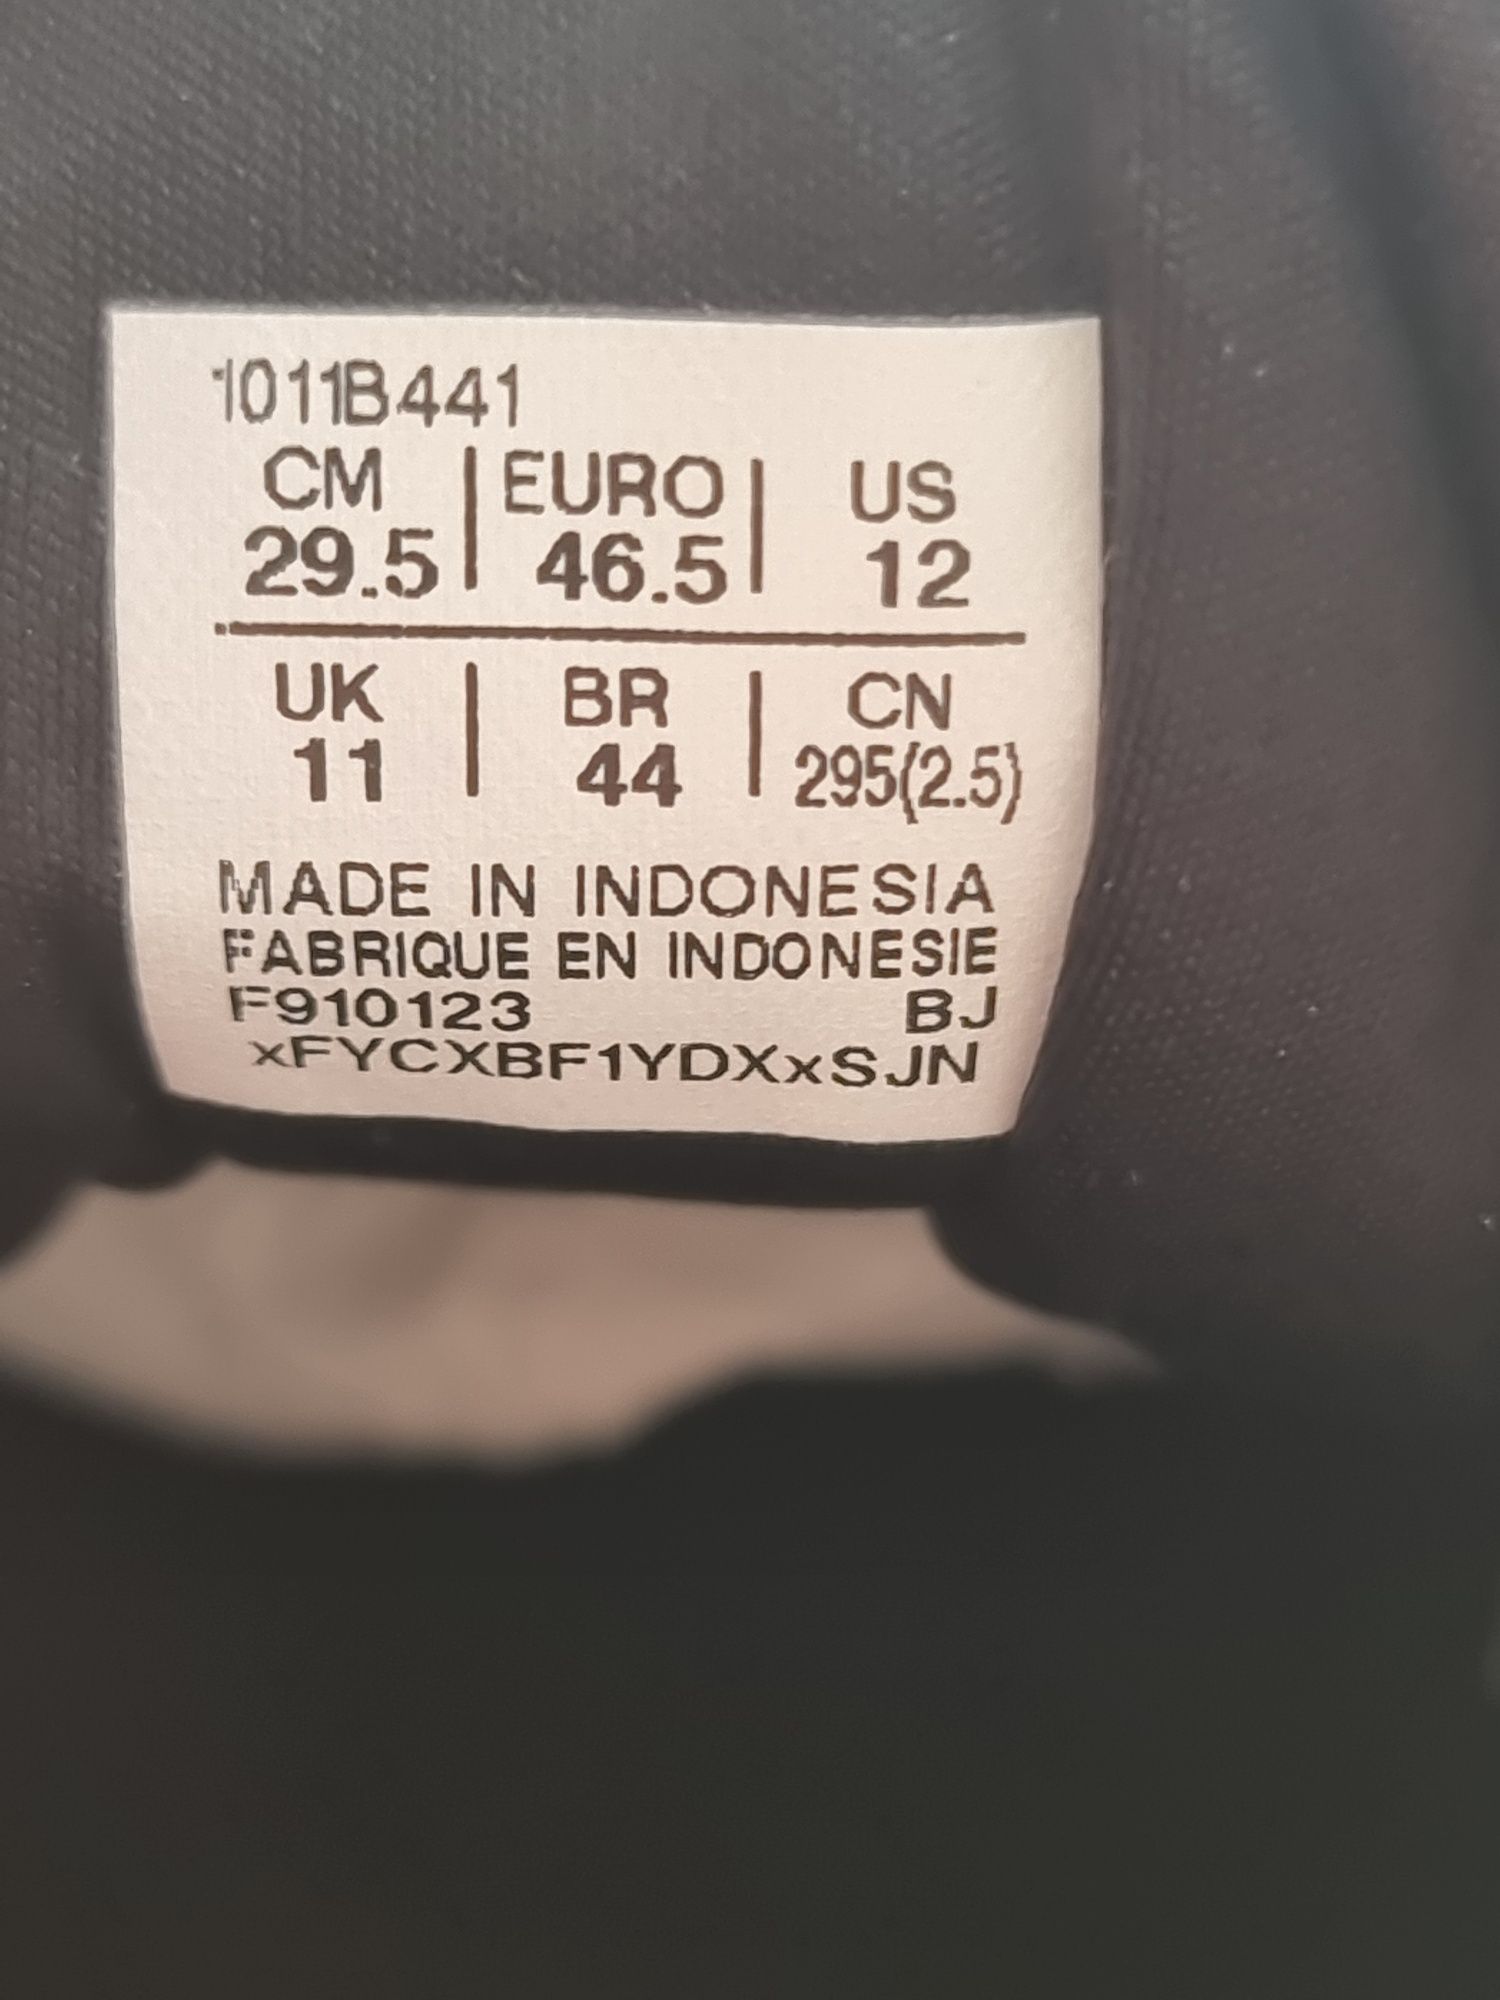 1011B441
CM | EURO | US
29.5 | 46.5 | 12
UK | BR | CN
11 | 44 | 295(2.5)
MADE IN INDONESIA
FABRIQUE EN INDONESIE
F910123 BJ
xFYCXBF1YDXxSJN